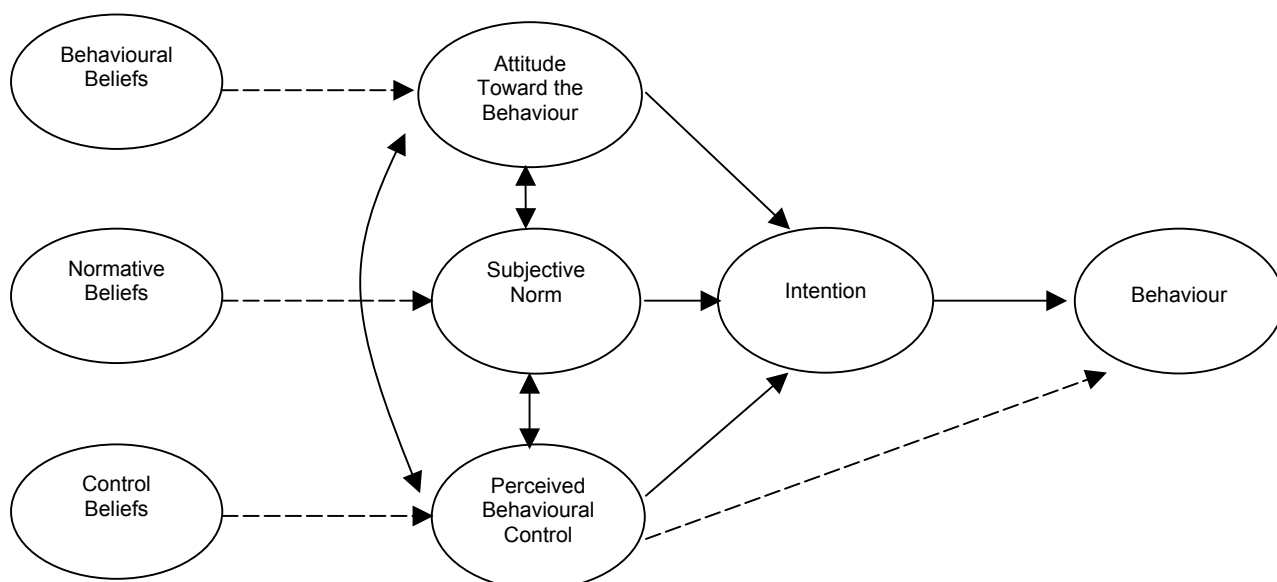 Behavioural
Beliefs
Attitude
Toward the
Behaviour
Normative
Beliefs
Subjective
Norm
Intention
Behaviour
Control
Beliefs
Perceived
Behavioural
Control